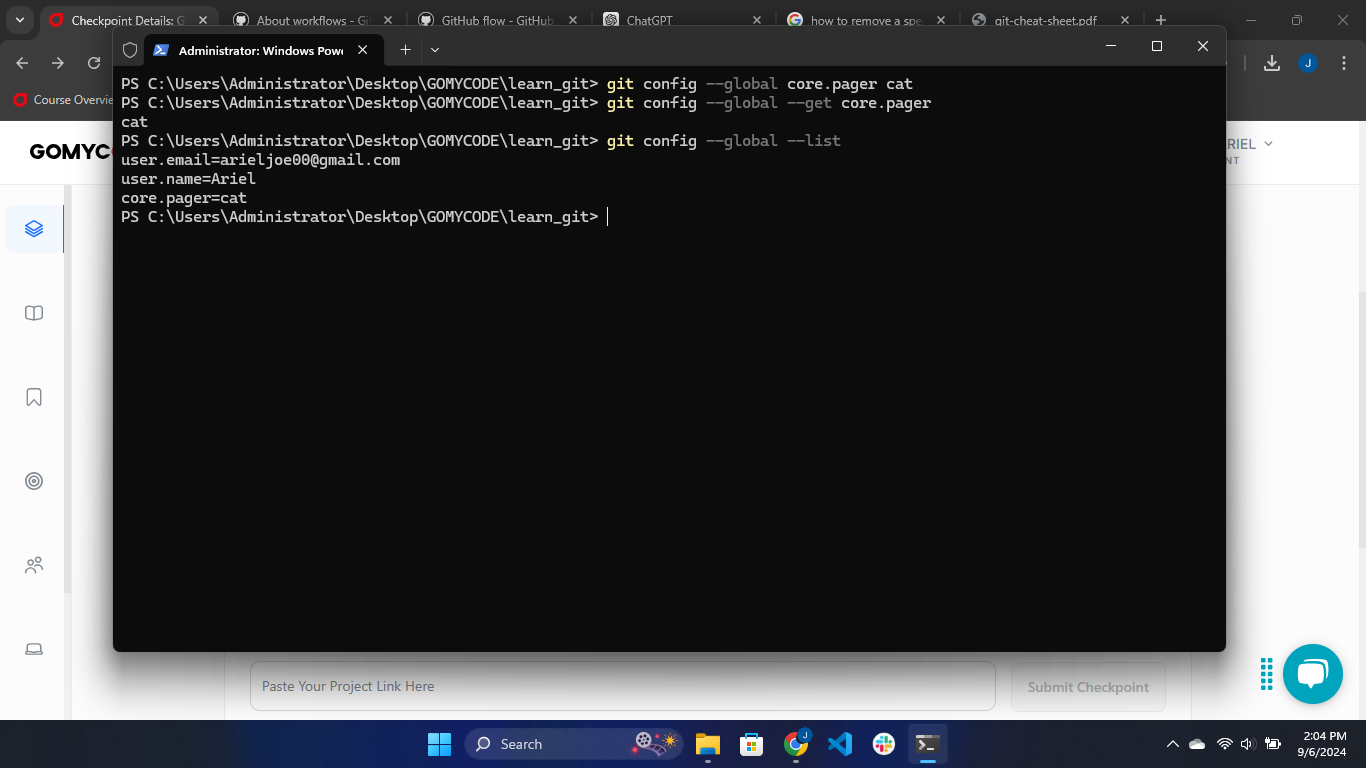 Checkpoint Details: G
About workflows - Gi
GitHub flow - GitHub
ChatGPT
how to remove a spe
git-cheat-sheet.pdf
Administrator: Windows Powe
J
Course Overvie
PS C:\Users\Administrator\Desktop\GOMYCODE\learn_git> git config --global core.pager cat
PS C:\Users\Administrator\Desktop\GOMYCODE\learn_git> git config --global --get core.pager
cat
PS C:\Users\Administrator\Desktop\GOMYCODE\learn_git> git config --global --list
user.email=arieljoe00@gmail.com
user.name=Ariel
core.pager=cat
PS C:\Users\Administrator\Desktop\GOMYCODE\learn_git>
GOMYC
RIEL
NT
Paste Your Project Link Here
Submit Checkpoint
Search
J
2:04 PM
9/6/2024